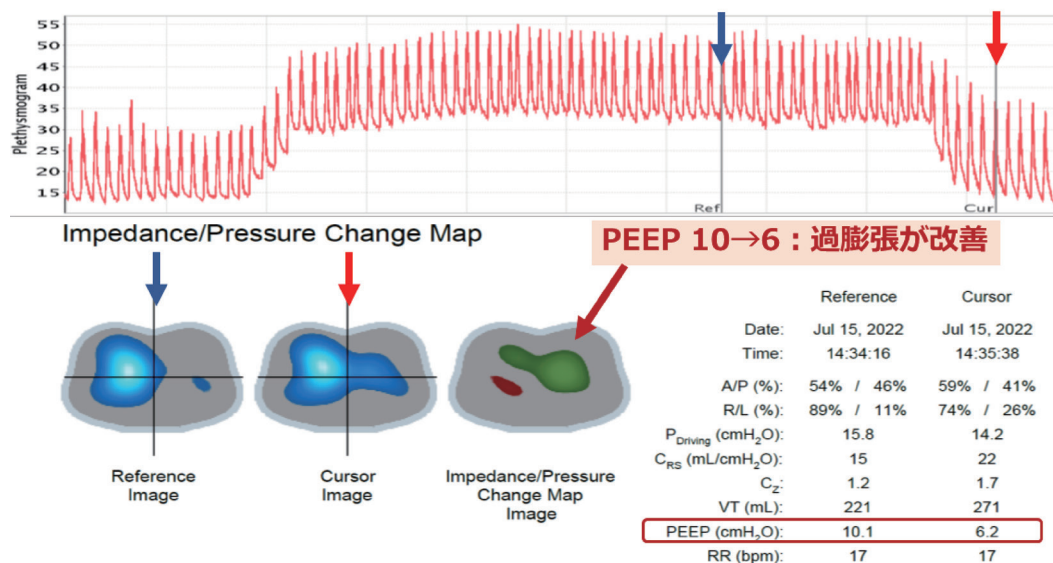 55
50
45
40
35
30
25
20
15
Plethysmogram
Ref
Cur
Impedance/Pressure Change Map
PEEP 10→6：過膨張が改善
Reference Image
Cursor Image
Impedance/Pressure Change Map Image
Reference Cursor
Date: Jul 15, 2022 Jul 15, 2022
Time: 14:34:16 14:35:38
A/P (%): 54% / 46% 59% / 41%
R/L (%): 89% / 11% 74% / 26%
PDriving (cmH2O): 15.8 14.2
CRS (mL/cmH2O): 15 22
CZ: 1.2 1.7
VT (mL): 221 271
PEEP (cmH2O): 10.1 6.2
RR (bpm): 17 17